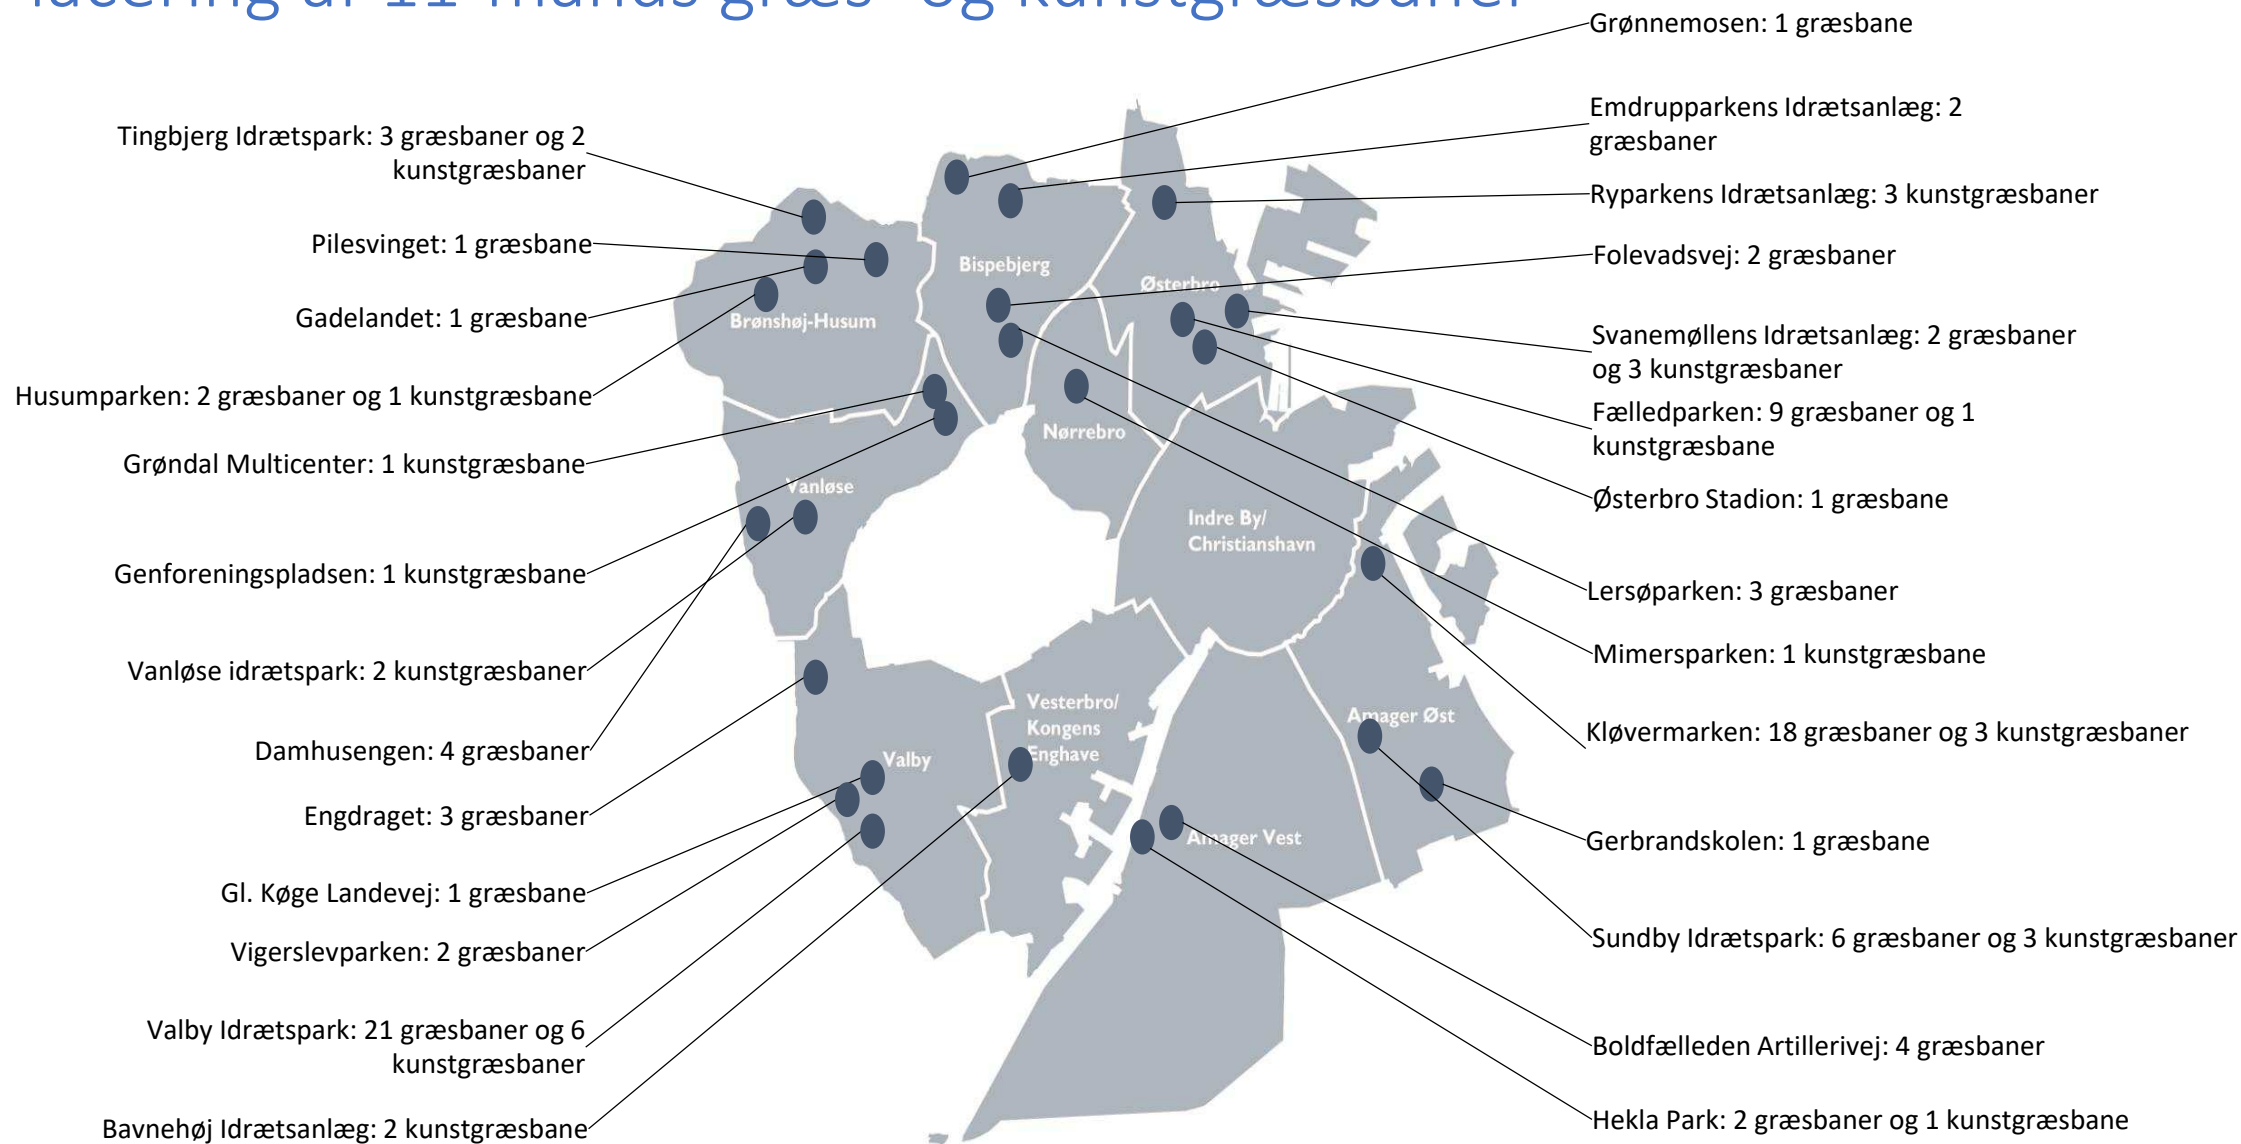 lacering af 11-mands græs- og kunstgræsbaner
Tingbjerg Idrætspark: 3 græsbaner og 2
kunstgræsbaner
Pilesvinget: 1 græsbane
Gadelandet: 1 græsbane
Husumparken: 2 græsbaner og 1 kunstgræsbane
Grøndal Multicenter: 1 kunstgræsbane
Genforeningspladsen: 1 kunstgræsbane
Vanløse idrætspark: 2 kunstgræsbaner
Damhusengen: 4 græsbaner
Engdraget: 3 græsbaner
Gl. Køge Landevej: 1 græsbane
Vigerslevparken: 2 græsbaner
Valby Idrætspark: 21 græsbaner og 6
kunstgræsbaner
Bavnehøj Idrætsanlæg: 2 kunstgræsbane
Bispebjerg
Østerbro
Brønshøj-Husum
Nørrebro
Vanløse
Indre By/
Christianshavn
Vesterbro/
Kongens
Enghave
Valby
Amager Øst
Amager Vest
Grønnemosen: 1 græsbane
Emdrupparkens Idrætsanlæg: 2
græsbaner
Ryparkens Idrætsanlæg: 3 kunstgræsbaner
Folevadsvej: 2 græsbaner
Svanemøllens Idrætsanlæg: 2 græsbaner
og 3 kunstgræsbaner
Fælledparken: 9 græsbaner og 1
kunstgræsbane
Østerbro Stadion: 1 græsbane
Lersøparken: 3 græsbaner
Mimersparken: 1 kunstgræsbane
Kløvermarken: 18 græsbaner og 3 kunstgræsbaner
Gerbrandskolen: 1 græsbane
Sundby Idrætspark: 6 græsbaner og 3 kunstgræsbaner
Boldfælleden Artillerivej: 4 græsbaner
Hekla Park: 2 græsbaner og 1 kunstgræsbane